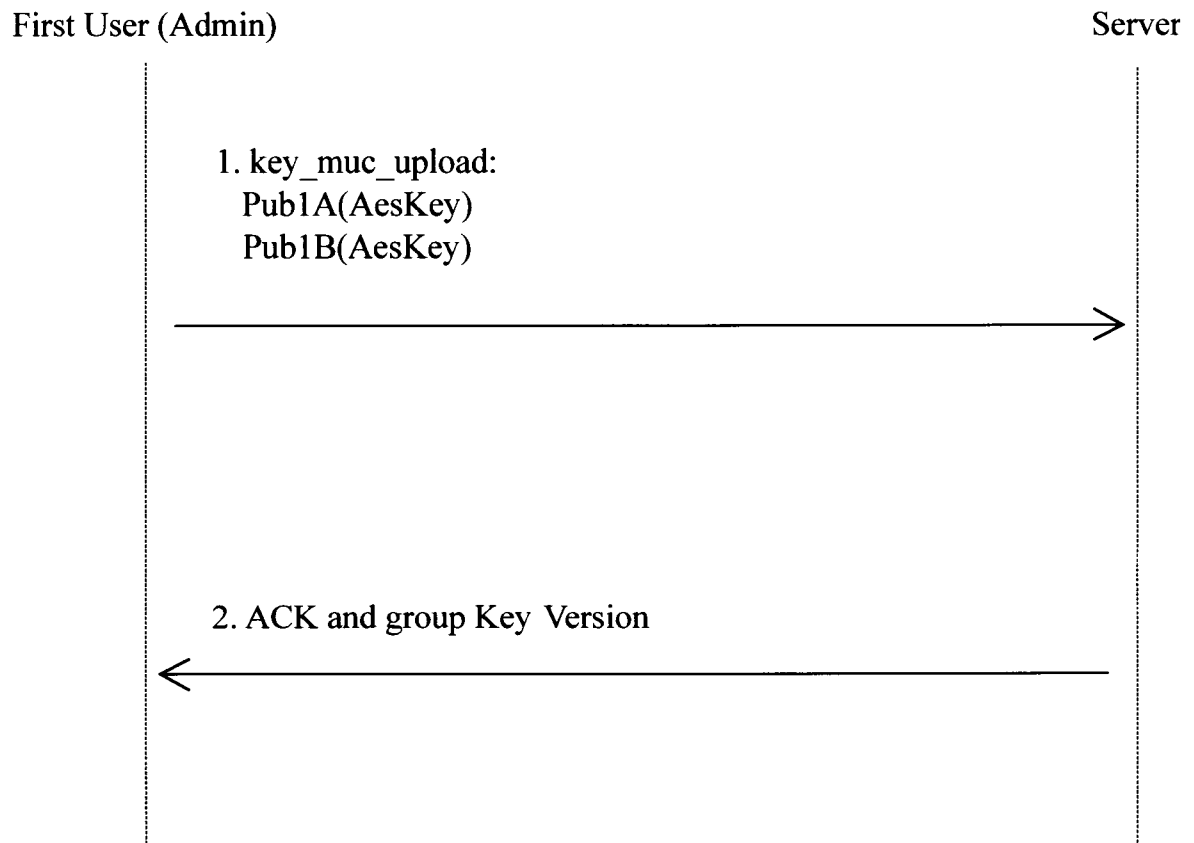 First User (Admin)
Server
1. key_muc_upload:
Pub1A(AesKey)
Pub1B(AesKey)
2. ACK and group Key Version